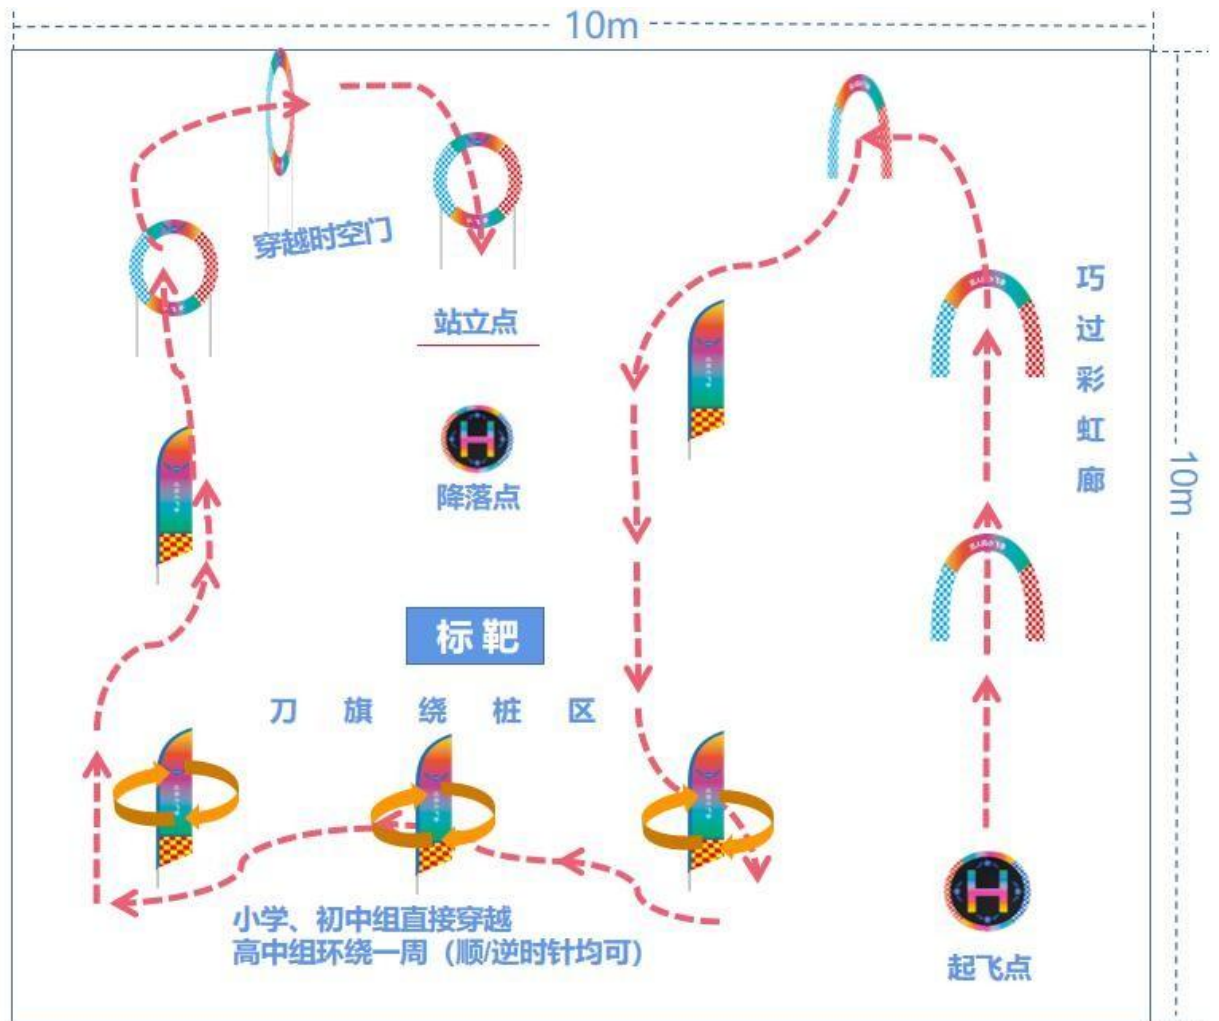 10m
穿越时空门
巧过彩虹廊
站立点
H
降落点
10m
标靶
刀旗绕桩区
小学、初中组直接穿越
高中组环绕一周（顺/逆时针均可）
H
起飞点